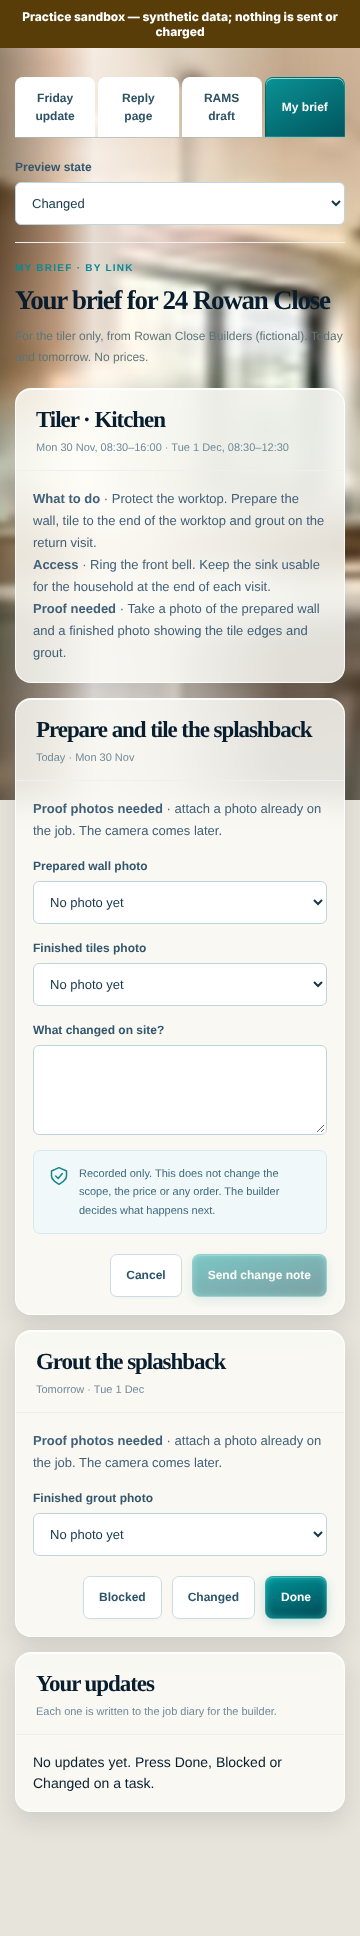 Practice sandbox — synthetic data; nothing is sent or
charged
Friday
update
Reply
page
RAMS
draft
My brief
Preview state
Changed
MY BRIEF · BY LINK
Your brief for 24 Rowan Close
For the tiler only, from Rowan Close Builders (fictional). Today
and tomorrow. No prices.
Tiler · Kitchen
Mon 30 Nov, 08:30–16:00 · Tue 1 Dec, 08:30–12:30
What to do · Protect the worktop. Prepare the
wall, tile to the end of the worktop and grout on the
return visit.
Access · Ring the front bell. Keep the sink usable
for the household at the end of each visit.
Proof needed · Take a photo of the prepared wall
and a finished photo showing the tile edges and
grout.
Prepare and tile the splashback
Today · Mon 30 Nov
Proof photos needed · attach a photo already on
the job. The camera comes later.
Prepared wall photo
No photo yet
Finished tiles photo
No photo yet
What changed on site?
Recorded only. This does not change the
scope, the price or any order. The builder
decides what happens next.
Cancel
Send change note
Grout the splashback
Tomorrow · Tue 1 Dec
Proof photos needed · attach a photo already on
the job. The camera comes later.
Finished grout photo
No photo yet
Blocked
Changed
Done
Your updates
Each one is written to the job diary for the builder.
No updates yet. Press Done, Blocked or
Changed on a task.